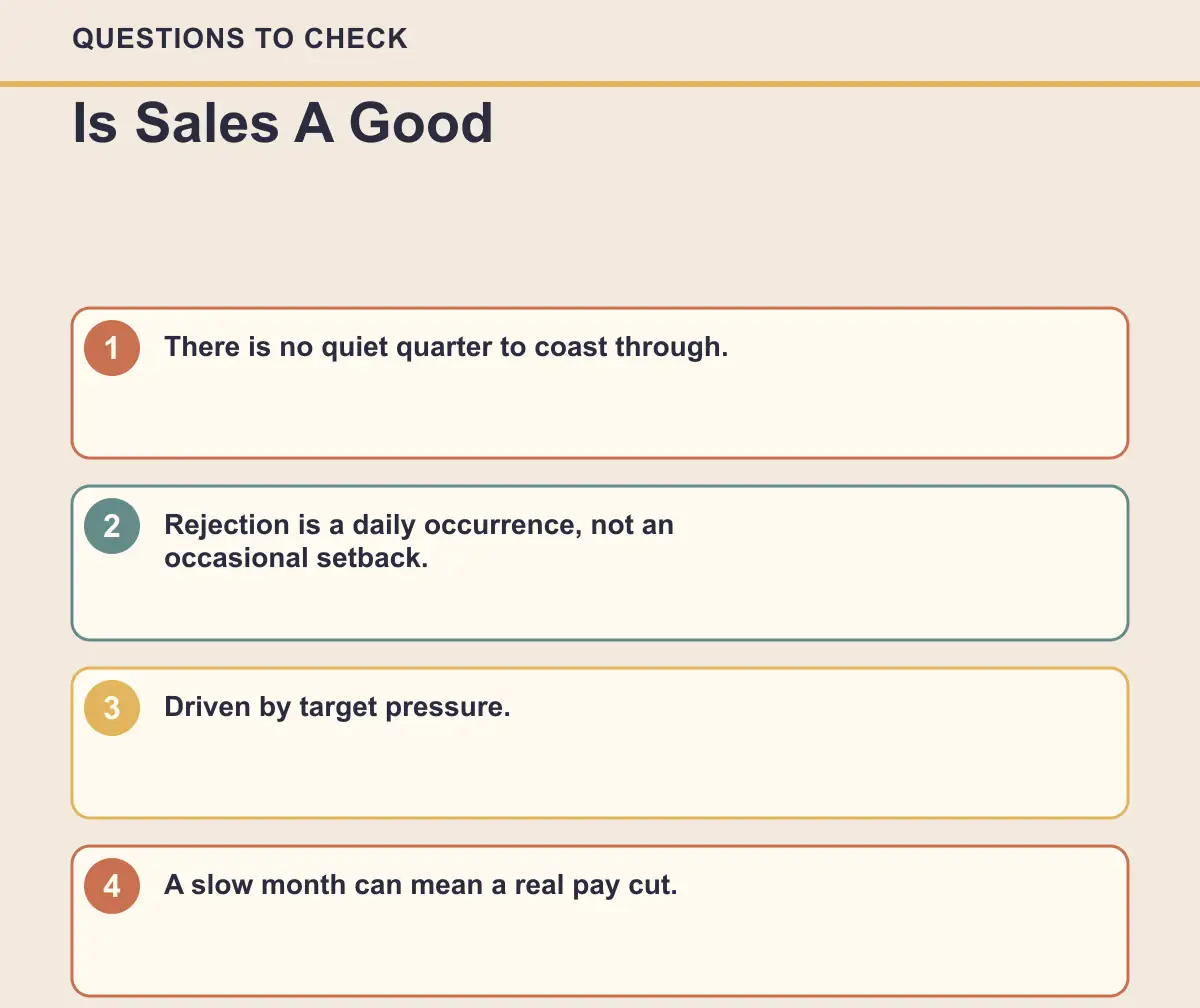 QUESTIONS TO CHECK
Is Sales A Good
1
There is no quiet quarter to coast through.
2
Rejection is a daily occurrence, not an
occasional setback.
3
Driven by target pressure.
4
A slow month can mean a real pay cut.